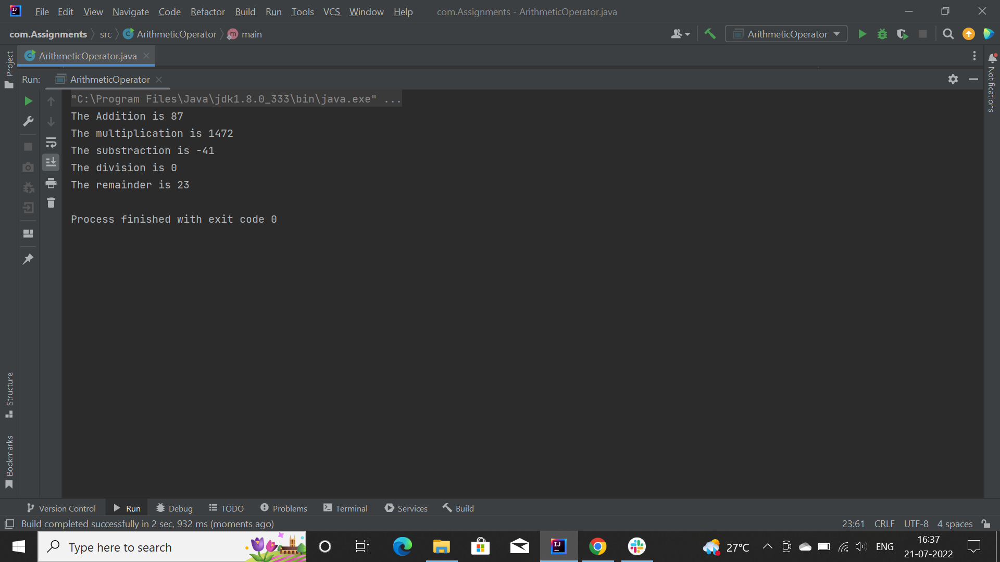 File Edit View Navigate Code Refactor Build Run Tools VCS Window Help com.Assignments - ArithmeticOperator.java
com.Assignments src ArithmeticOperator main ArithmeticOperator
Project
ArithmeticOperator.java
Notifications
Run: ArithmeticOperator
"C:\Program Files\Java\jdk1.8.0_333\bin\java.exe" ...
The Addition is 87
The multiplication is 1472
The substraction is -41
The division is 0
The remainder is 23
Process finished with exit code 0
Structure
Bookmarks
Version Control Run Debug TODO Problems Terminal Services Build
Build completed successfully in 2 sec, 932 ms (moments ago) 23:61 CRLF UTF-8 4 spaces
Type here to search 27°C ENG 16:37
21-07-2022